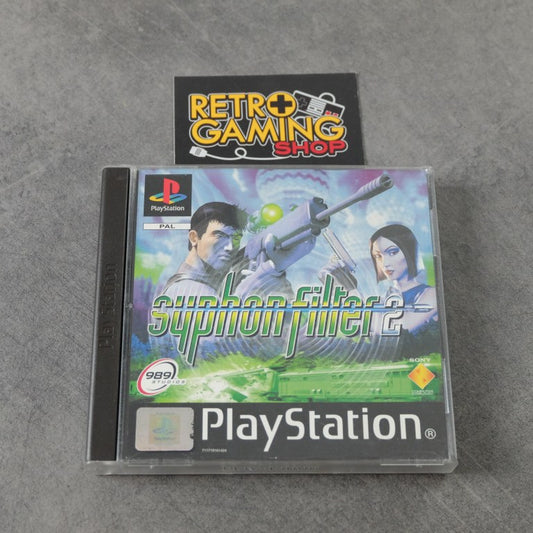 RETRO
GAMING
SHOP
PlayStation
PAL
syphon filter 2
989
STUDIOS
SONY
PlayStation®